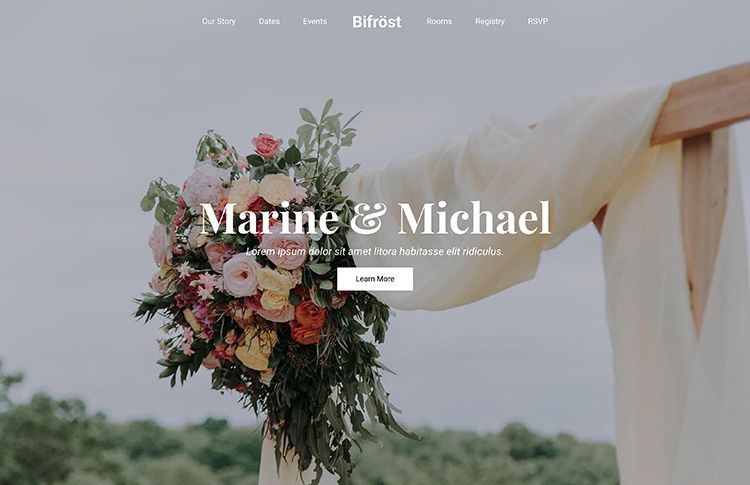 Our Story Dates Events Bifröst Rooms Registry RSVP
Marine & Michael
Lorem ipsum dolor sit amet litora habitasse elit ridiculus.
Learn More